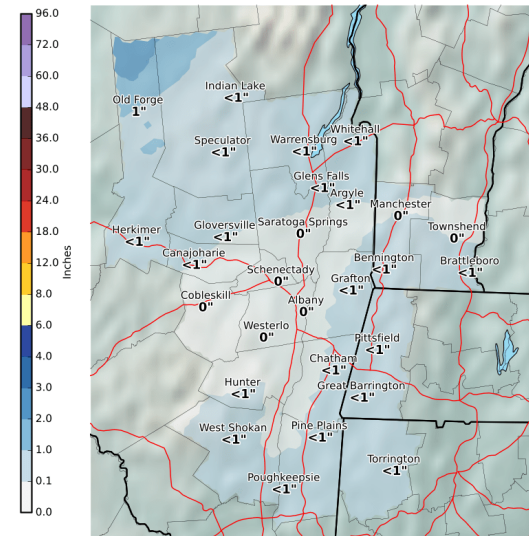 96.0
72.0
60.0
48.0
36.0
30.0
24.0
18.0
12.0
8.0
6.0
4.0
3.0
2.0
1.0
0.1
0.0
Inches
Indian Lake
<1"
Old Forge
1"
Speculator
<1"
Warrensburg
<1"
Whitehall
<1"
Glens Falls
<1"
Argyle
<1"
Manchester
0"
Herkimer
<1"
Gloversville
<1"
Saratoga Springs
0"
Townshend
0"
Canajoharie
<1"
Schenectady
0"
Bennington
<1"
Brattleboro
<1"
Grafton
<1"
Cobleskill
0"
Albany
0"
Westerlo
0"
Pittsfield
<1"
Chatham
<1"
Hunter
<1"
Great Barrington
<1"
West Shokan
<1"
Pine Plains
<1"
Torrington
<1"
Poughkeepsie
<1"